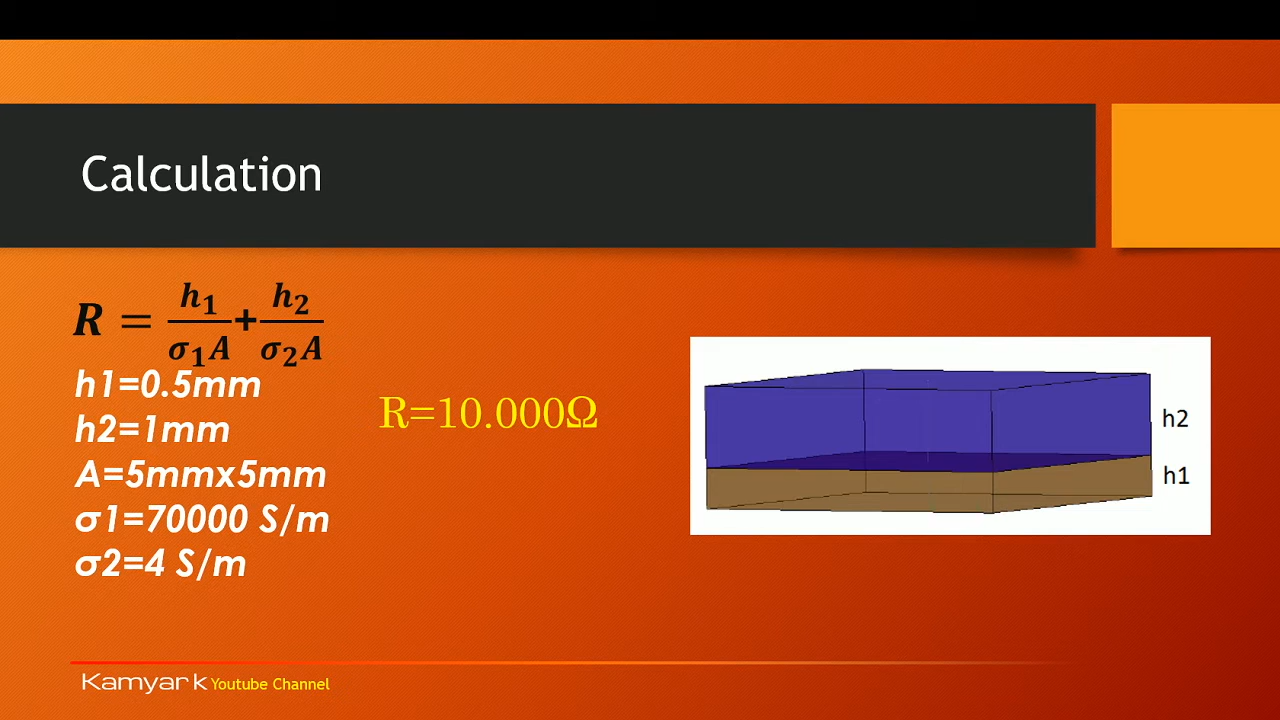 Calculation
R = h₁/σ₁A + h₂/σ₂A
h1=0.5mm
h2=1mm
A=5mmx5mm
σ1=70000 S/m
σ2=4 S/m
R=10.000Ω
h2
h1
Kamyar k Youtube Channel